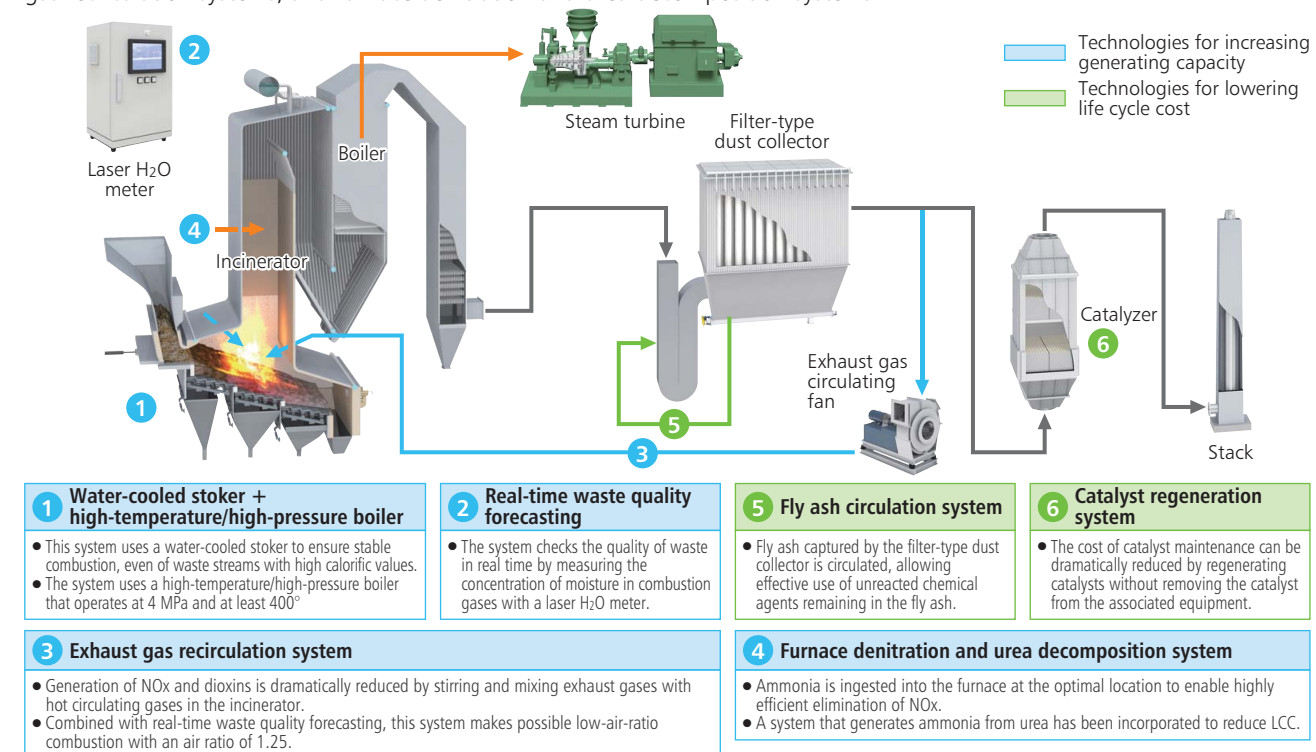 2
Laser H2O
meter
Boiler
Steam turbine
Filter-type
dust collector
Technologies for increasing
generating capacity
Technologies for lowering
life cycle cost
4
Incinerator
1
Exhaust gas
circulating
fan
5
3
Catalyzer
6
Stack
1 Water-cooled stoker +
high-temperature/high-pressure boiler
● This system uses a water-cooled stoker to ensure stable
combustion, even of waste streams with high calorific values.
● The system uses a high-temperature/high-pressure boiler
that operates at 4 MPa and at least 400°
2 Real-time waste quality
forecasting
● The system checks the quality of waste
in real time by measuring the
concentration of moisture in combustion
gases with a laser H2O meter.
5 Fly ash circulation system
● Fly ash captured by the filter-type dust
collector is circulated, allowing
effective use of unreacted chemical
agents remaining in the fly ash.
6 Catalyst regeneration
system
● The cost of catalyst maintenance can be
dramatically reduced by regenerating
catalysts without removing the catalyst
from the associated equipment.
3 Exhaust gas recirculation system
● Generation of NOx and dioxins is dramatically reduced by stirring and mixing exhaust gases with
hot circulating gases in the incinerator.
● Combined with real-time waste quality forecasting, this system makes possible low-air-ratio
combustion with an air ratio of 1.25.
4 Furnace denitration and urea decomposition system
● Ammonia is ingested into the furnace at the optimal location to enable highly
efficient elimination of NOx.
● A system that generates ammonia from urea has been incorporated to reduce LCC.